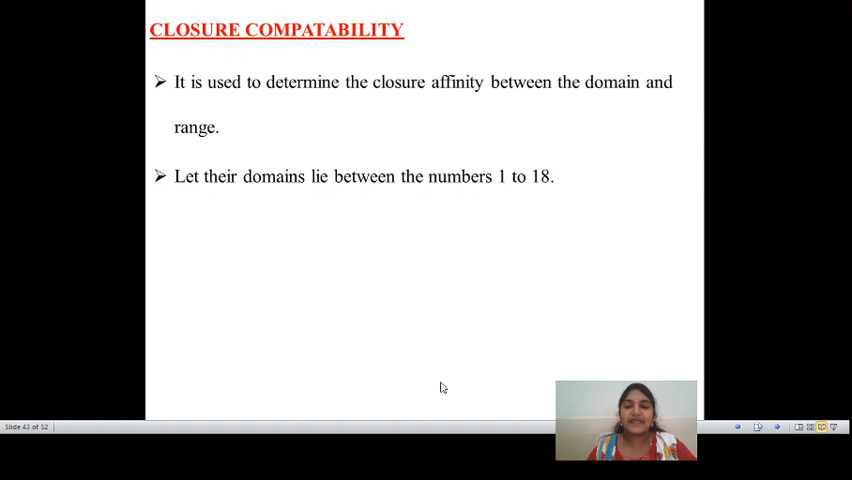 CLOSURE COMPATABILITY
➢ It is used to determine the closure affinity between the domain and
range.
➢ Let their domains lie between the numbers 1 to 18.
Slide 43 of 52